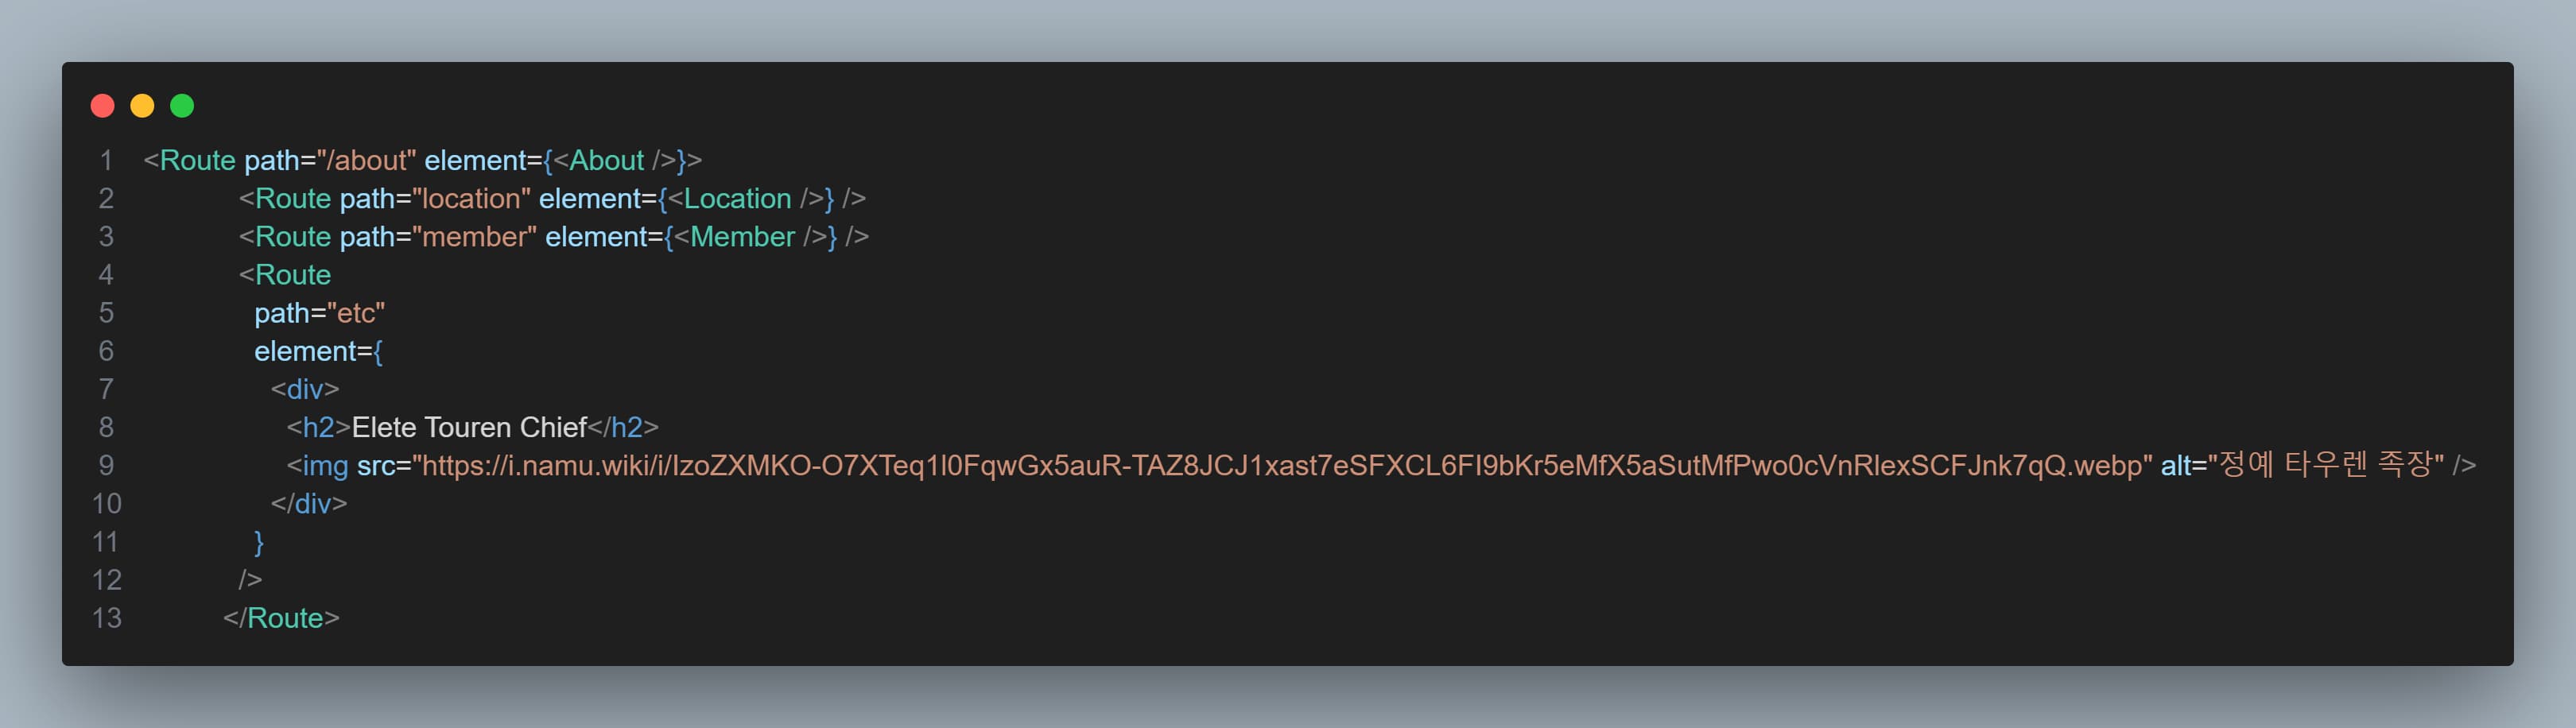 1 <Route path="/about" element={<About />}>
2 <Route path="location" element={<Location />} />
3 <Route path="member" element={<Member />} />
4 <Route
5 path="etc"
6 element={
7 <div>
8 <h2>Elete Touren Chief</h2>
9 <img src="https://i.namu.wiki/i/IzoZXMKO-O7XTeq1l0FqwGx5auR-TAZ8JCJ1xast7eSFXCL6FI9bKr5eMfX5aSutMfPwo0cVnRlexSCFJnk7qQ.webp" alt="정예 타우렌 족장" />
10 </div>
11 }
12 />
13 </Route>